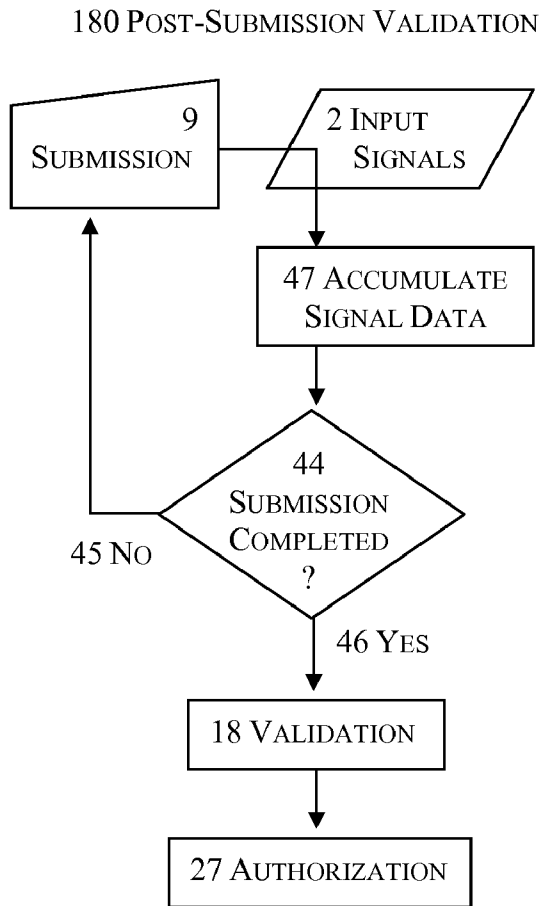 180 POST-SUBMISSION VALIDATION
9
SUBMISSION
2 INPUT
SIGNALS
47 ACCUMULATE
SIGNAL DATA
44
SUBMISSION
COMPLETED
?
45 NO
46 YES
18 VALIDATION
27 AUTHORIZATION